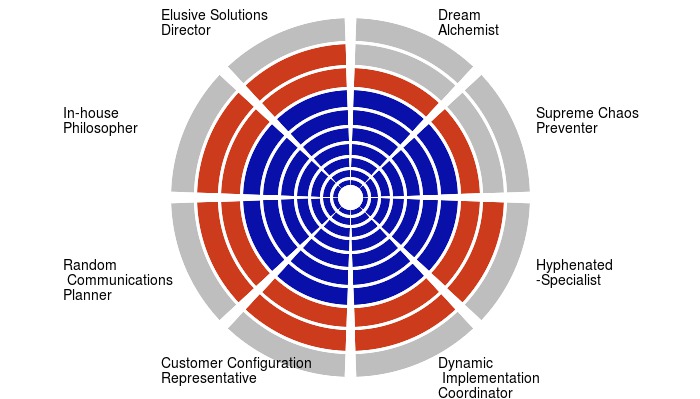 Elusive Solutions
Director
Dream
Alchemist
In-house
Philosopher
Supreme Chaos
Preventer
Random
Communications
Planner
Hyphenated
-Specialist
Customer Configuration
Representative
Dynamic
Implementation
Coordinator